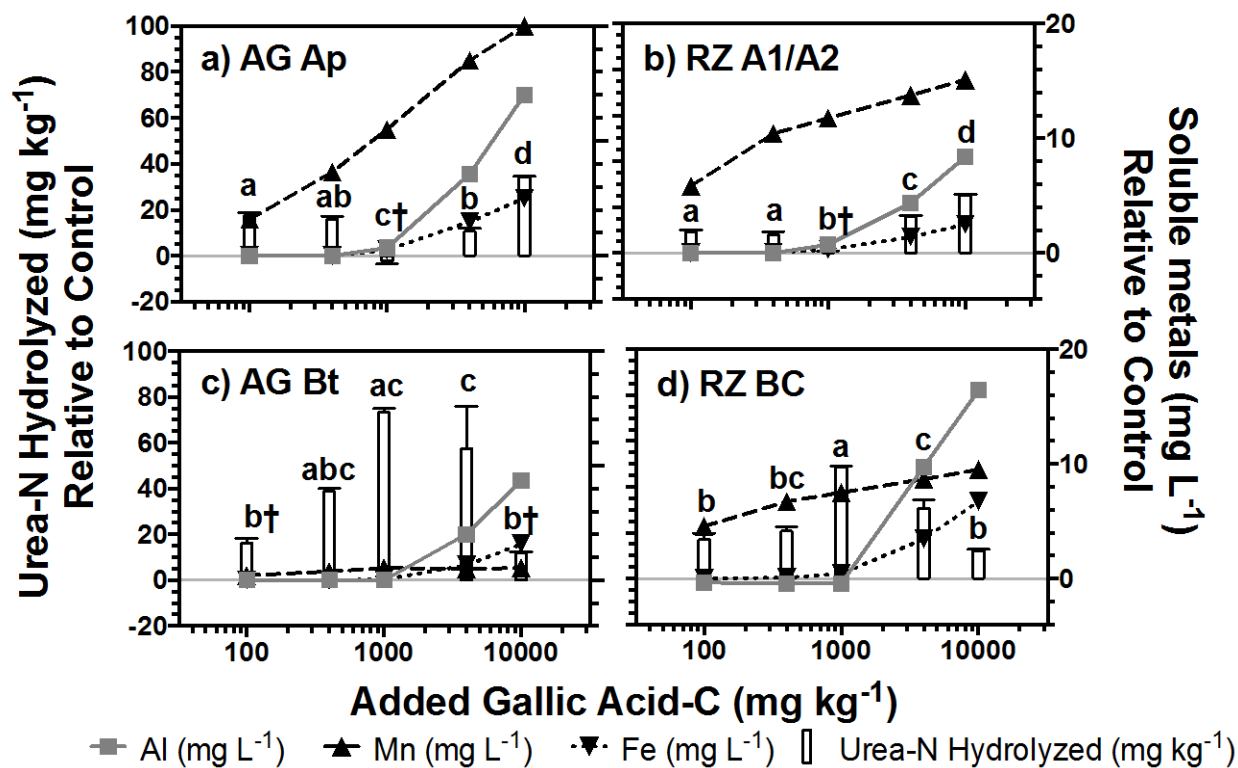 Urea-N Hydrolyzed (mg kg⁻¹)
Relative to Control
100
80
60
40
20
0
-20
a) AG Ap
a
ab
c†
b
d
b) RZ A1/A2
a
a
b†
c
d
20
10
0
100
80
60
40
20
0
-20
c) AG Bt
b†
abc
ac
c
b†
d) RZ BC
b
bc
a
c
b
20
10
0
Soluble metals (mg L⁻¹)
Relative to Control
100
1000
10000
100
1000
10000
Added Gallic Acid-C (mg kg⁻¹)
Al (mg L⁻¹)
Mn (mg L⁻¹)
Fe (mg L⁻¹)
Urea-N Hydrolyzed (mg kg⁻¹)